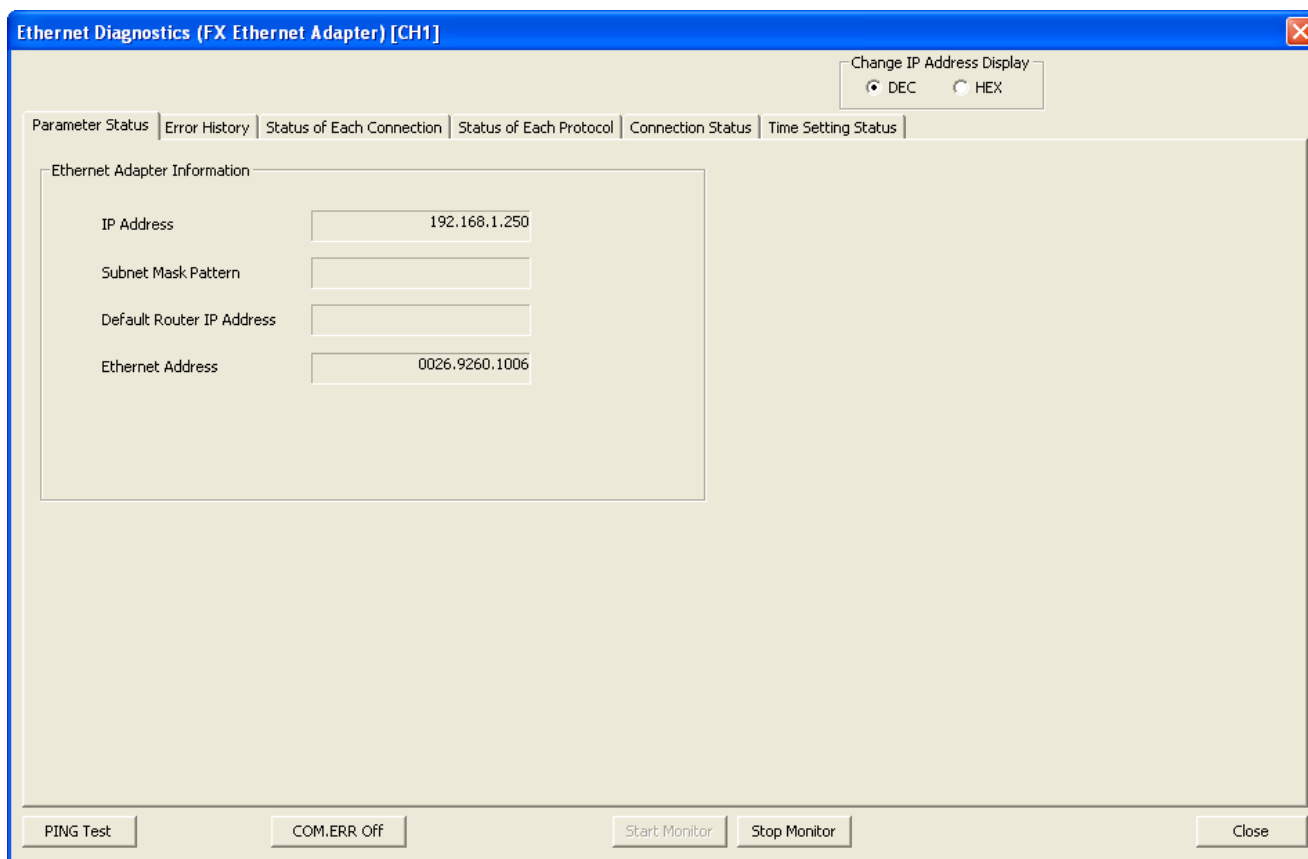 Ethernet Diagnostics (FX Ethernet Adapter) [CH1]
Change IP Address Display
DEC HEX
Parameter Status Error History Status of Each Connection Status of Each Protocol Connection Status Time Setting Status
Ethernet Adapter Information
IP Address 192.168.1.250
Subnet Mask Pattern
Default Router IP Address
Ethernet Address 0026.9260.1006
PING Test COM.ERR Off Start Monitor Stop Monitor Close